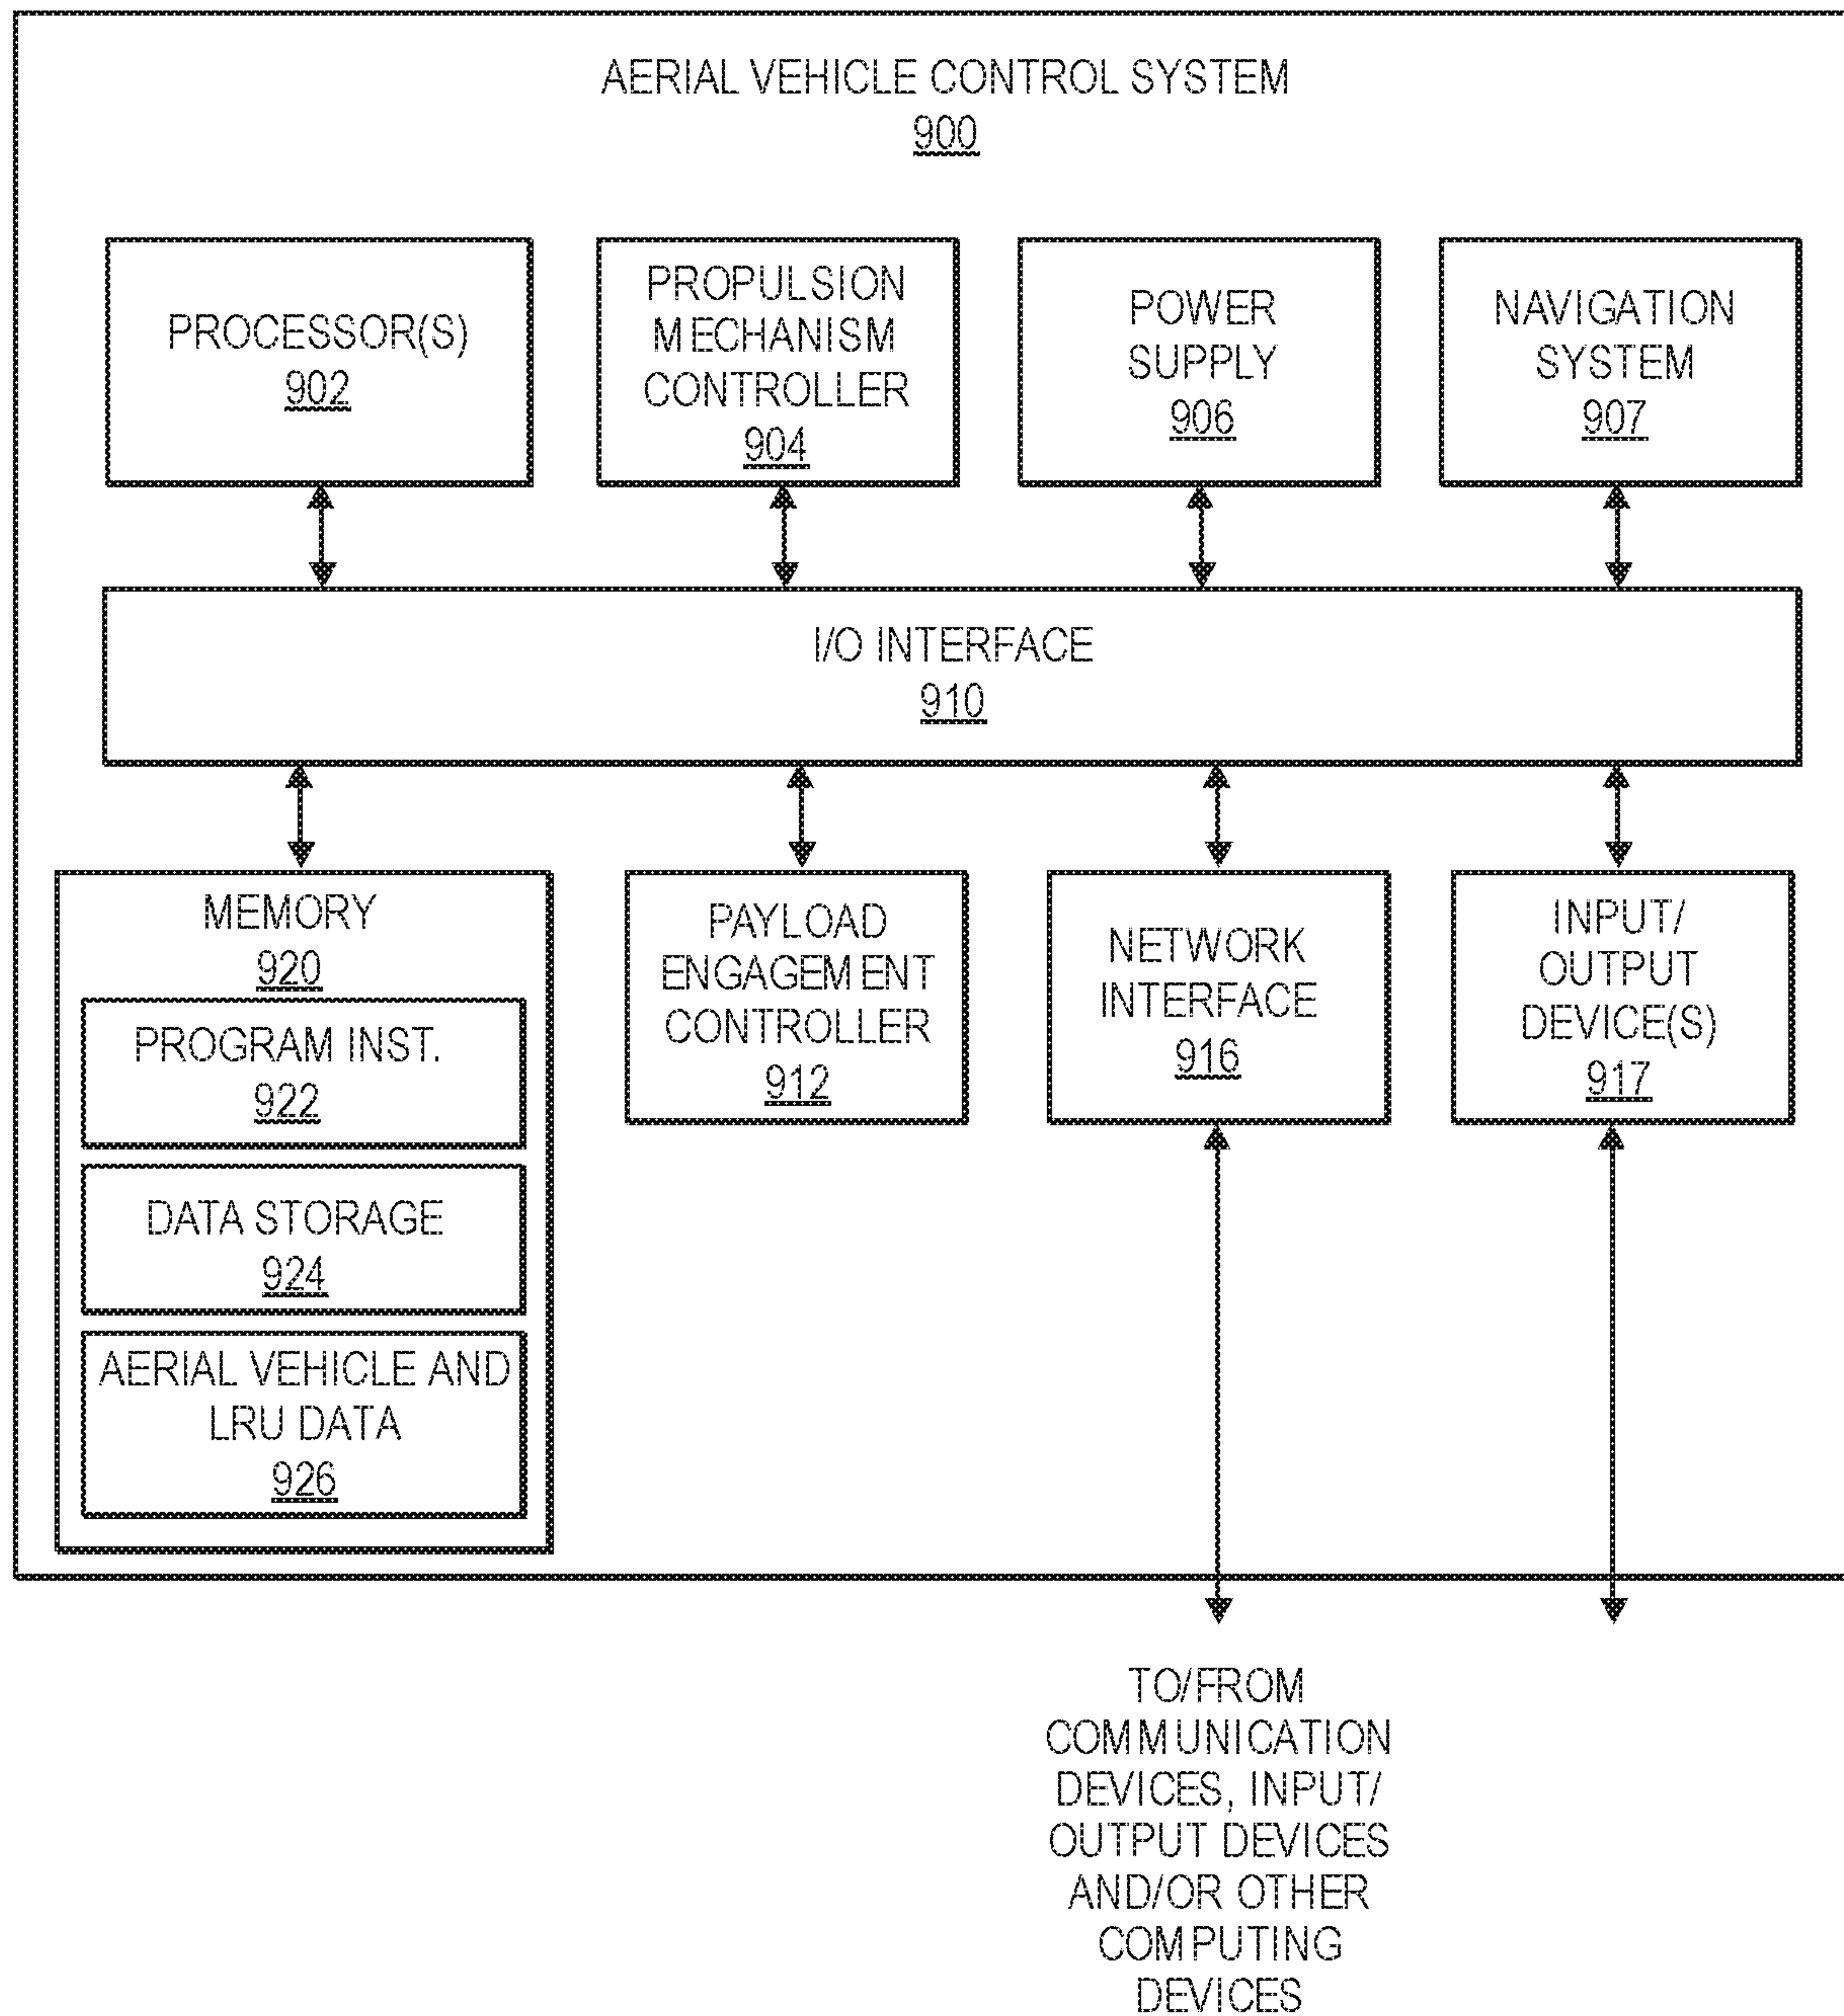 AERIAL VEHICLE CONTROL SYSTEM
900
PROCESSOR(S)
902
PROPULSION
MECHANISM
CONTROLLER
904
POWER
SUPPLY
906
NAVIGATION
SYSTEM
907
I/O INTERFACE
910
MEMORY
920
PROGRAM INST.
922
DATA STORAGE
924
AERIAL VEHICLE AND
LRU DATA
926
PAYLOAD
ENGAGEMENT
CONTROLLER
912
NETWORK
INTERFACE
916
INPUT/
OUTPUT
DEVICE(S)
917
TO/FROM
COMMUNICATION
DEVICES, INPUT/
OUTPUT DEVICES
AND/OR OTHER
COMPUTING
DEVICES